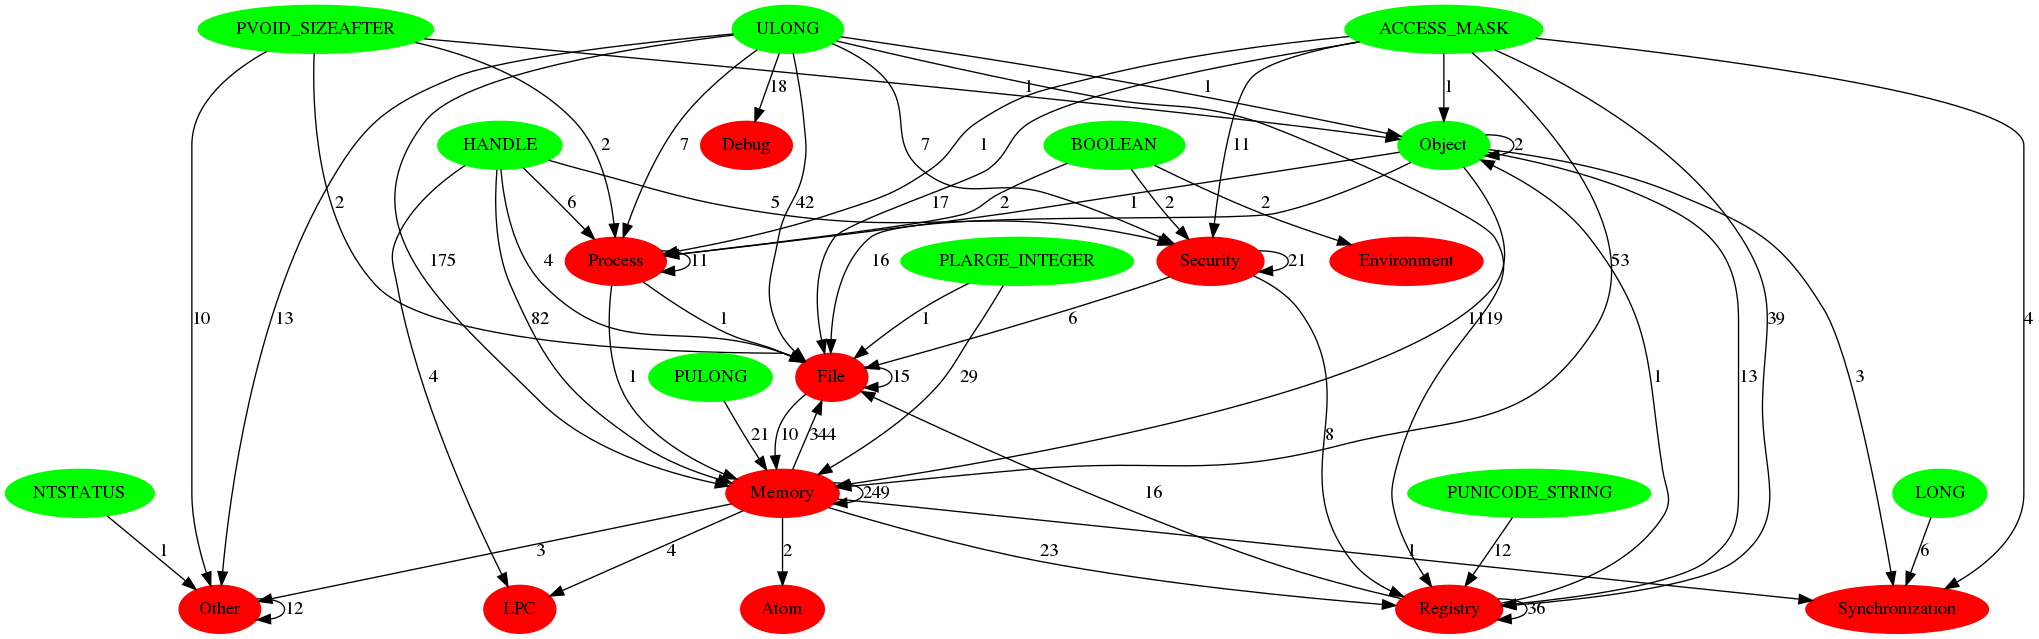 PVOID_SIZEAFTER
ULONG
ACCESS_MASK
18
1
1
1
HANDLE
Debug
BOOLEAN
Object
2
2
7
1
7
11
2
5
42
17
2
1
6
2
2
Process
11
4
16
PLARGE_INTEGER
Security
21
Environment
175
53
10
13
82
1
1
6
1119
39
4
4
1
29
PULONG
File
15
1
13
3
21
10
344
8
NTSTATUS
Memory
249
16
PUNICODE_STRING
LONG
1
3
4
2
23
1
12
6
Other
12
LPC
Atom
Registry
36
Synchronization